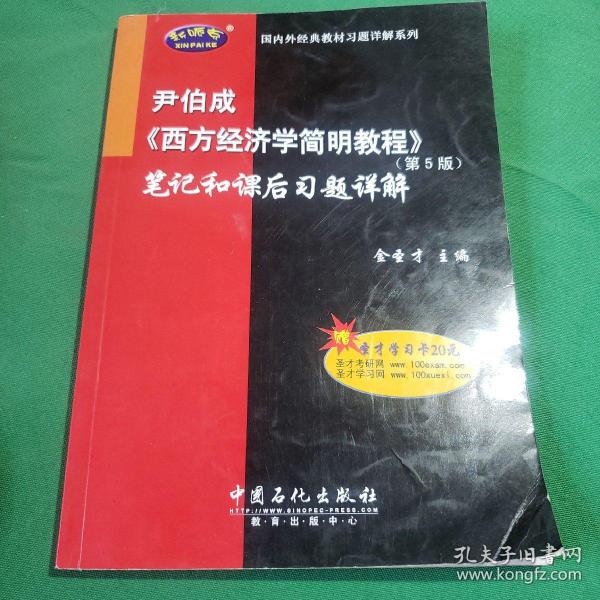 新派克
XINPAIKE
国内外经典教材习题详解系列
尹伯成
《西方经济学简明教程》
(第5版)
笔记和课后习题详解
金圣才 主编
赠
圣才学习卡20元
圣才考研网 www.100exam.com
圣才学习网 www.100xuexi.com
中国石化出版社
HTTP://WWW.SINOPEC-PRESS.COM
教·育·出·版·中·心
孔夫子旧书网
www.kongfz.com